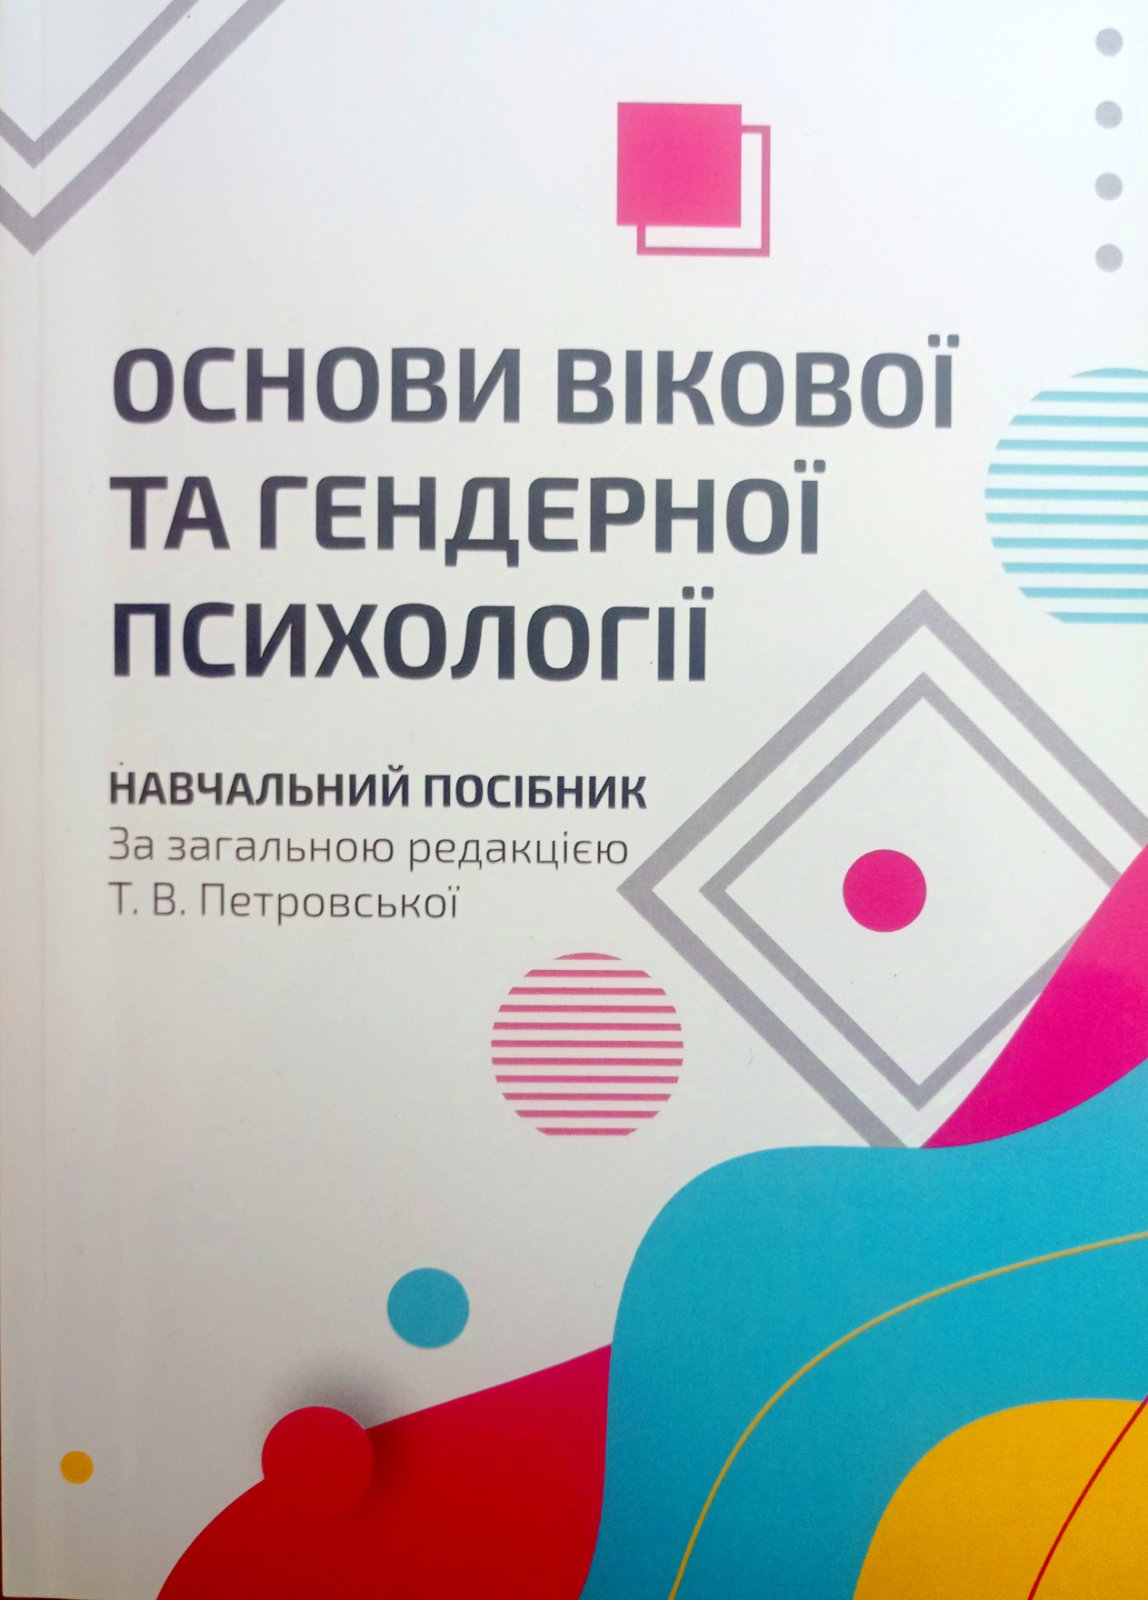 ОСНОВИ ВІКОВОЇ
ТА ГЕНДЕРНОЇ
ПСИХОЛОГІЇ
НАВЧАЛЬНИЙ ПОСІБНИК
За загальною редакцією
Т. В. Петровської